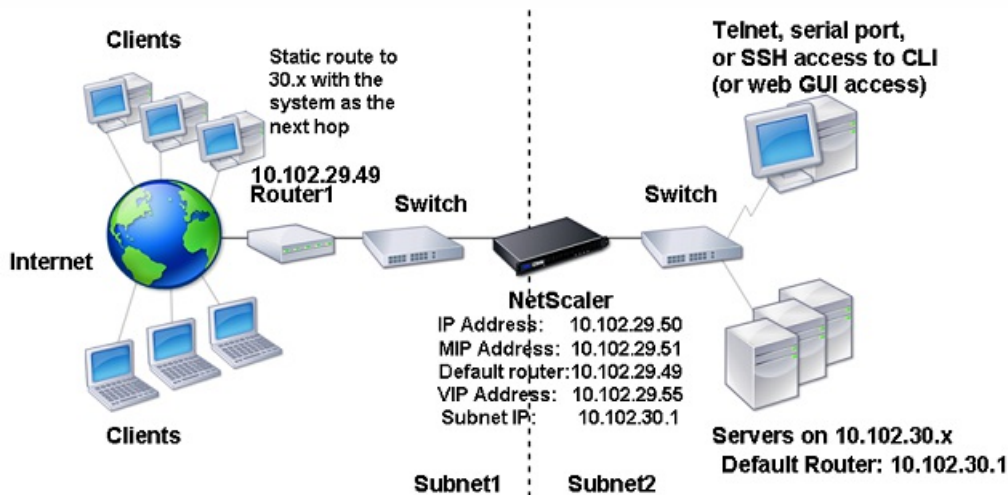 Clients
Static route to
30.x with the
system as the
next hop
10.102.29.49
Router1
Switch
Internet
Clients
NetScaler
IP Address: 10.102.29.50
MIP Address: 10.102.29.51
Default router:10.102.29.49
VIP Address: 10.102.29.55
Subnet IP: 10.102.30.1
Subnet1
Subnet2
Telnet, serial port,
or SSH access to CLI
(or web GUI access)
Switch
Servers on 10.102.30.x
Default Router: 10.102.30.1